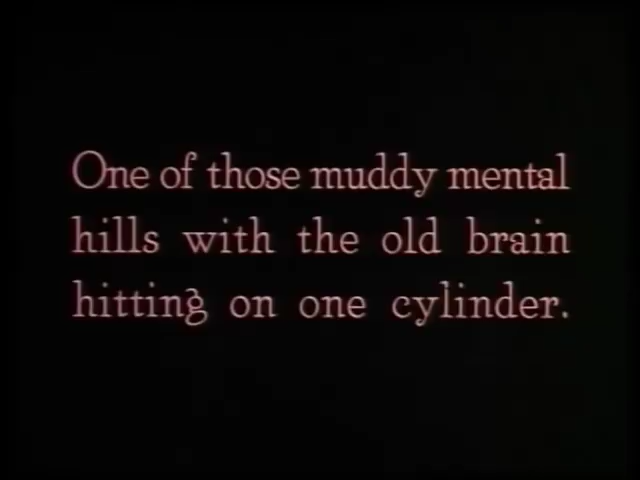 One of those muddy mental
hills with the old brain
hitting on one cylinder.